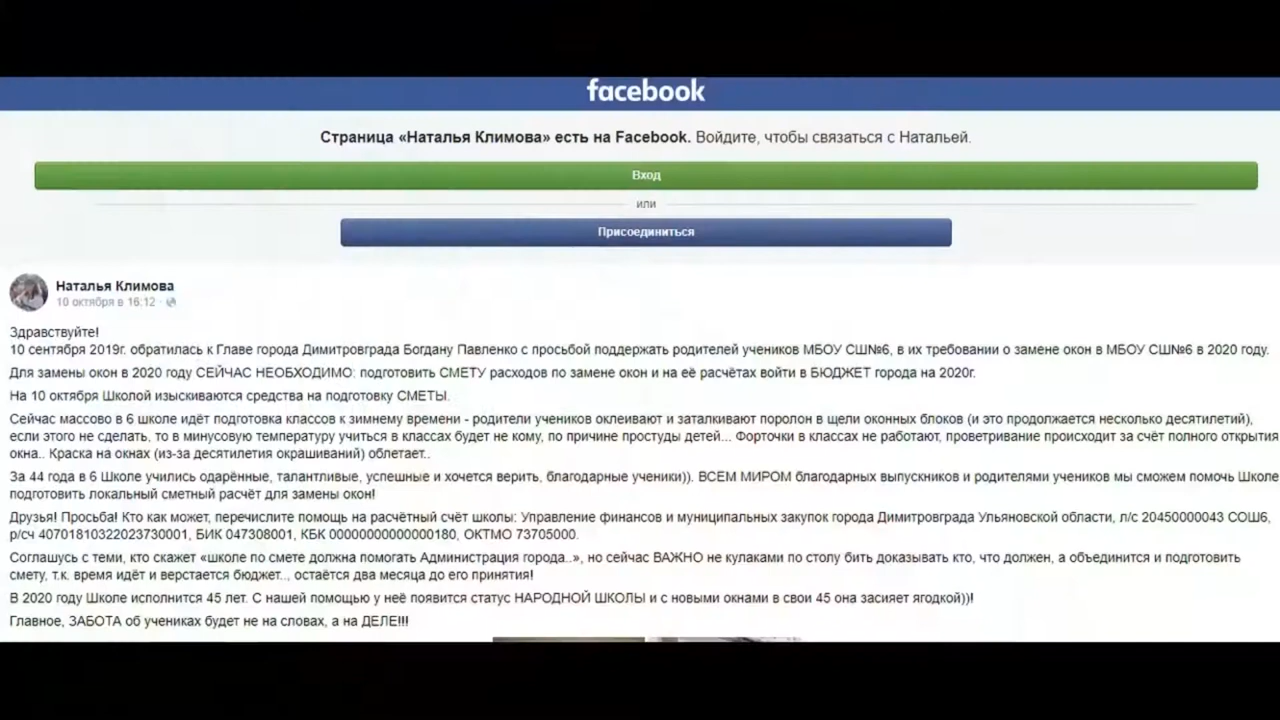 facebook
Страница «Наталья Климова» есть на Facebook. Войдите, чтобы связаться с Натальей.
Вход
или
Присоединиться
Наталья Климова
10 октября в 16:12 ·
Здравствуйте!
10 сентября 2019г. обратилась к Главе города Димитровграда Богдану Павленко с просьбой поддержать родителей учеников МБОУ СШ№6, в их требовании о замене окон в МБОУ СШ№6 в 2020 году.
Для замены окон в 2020 году СЕЙЧАС НЕОБХОДИМО: подготовить СМЕТУ расходов по замене окон и на её расчётах войти в БЮДЖЕТ города на 2020г.
На 10 октября Школой изыскиваются средства на подготовку СМЕТЫ.
Сейчас массово в 6 школе идёт подготовка классов к зимнему времени - родители учеников оклеивают и заталкивают поролон в щели оконных блоков (и это продолжается несколько десятилетий),
если этого не сделать, то в минусовую температуру учиться в классах будет не кому, по причине простуды детей... Форточки в классах не работают, проветривание происходит за счёт полного открытия
окна.. Краска на окнах (из-за десятилетия окрашиваний) облетает..
За 44 года в 6 Школе учились одарённые, талантливые, успешные и хочется верить, благодарные ученики)). ВСЕМ МИРОМ благодарных выпускников и родителями учеников мы сможем помочь Школе
подготовить локальный сметный расчёт для замены окон!
Друзья! Просьба! Кто как может, перечислите помощь на расчётный счёт школы: Управление финансов и муниципальных закупок города Димитровграда Ульяновской области, л/с 20450000043 СОШ6,
р/сч 40701810322023730001, БИК 047308001, КБК 00000000000000180, ОКТМО 73705000.
Соглашусь с теми, кто скажет «школе по смете должна помогать Администрация города..», но сейчас ВАЖНО не кулаками по столу бить доказывать кто, что должен, а объединится и подготовить
смету, т.к. время идёт и верстается бюджет.., остаётся два месяца до его принятия!
В 2020 году Школе исполнится 45 лет. С нашей помощью у неё появится статус НАРОДНОЙ ШКОЛЫ и с новыми окнами в свои 45 она засияет ягодкой))!
Главное, ЗАБОТА об учениках будет не на словах, а на ДЕЛЕ!!!